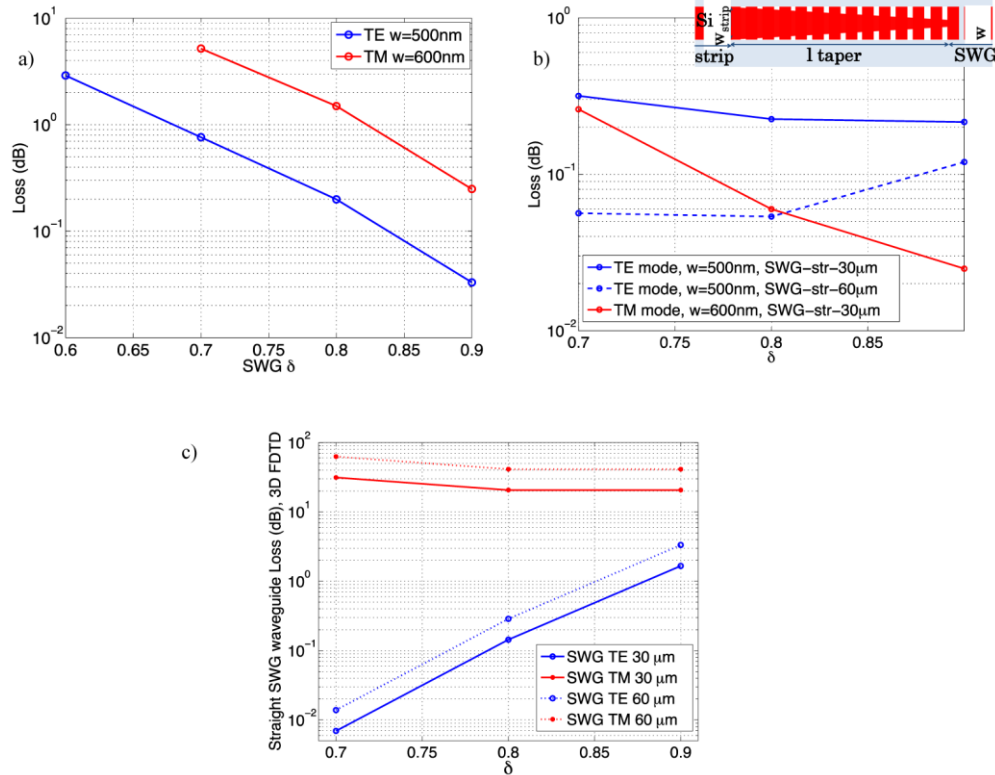 a)
Loss (dB)
10^1
10^0
10^-1
10^-2
0.6 0.65 0.7 0.75 0.8 0.85 0.9
SWG δ
TE w=500nm
TM w=600nm
b)
Si
w strip
w
strip
l taper
SWG
Loss (dB)
10^0
10^-1
10^-2
TE mode, w=500nm, SWG-str-30μm
TE mode, w=500nm, SWG-str-60μm
TM mode, w=600nm, SWG-str-30μm
0.7 0.75 0.8 0.85
δ
c)
Straight SWG waveguide Loss (dB), 3D FDTD
10^2
10^1
10^0
10^-1
10^-2
SWG TE 30 μm
SWG TM 30 μm
SWG TE 60 μm
SWG TM 60 μm
0.7 0.75 0.8 0.85 0.9
δ